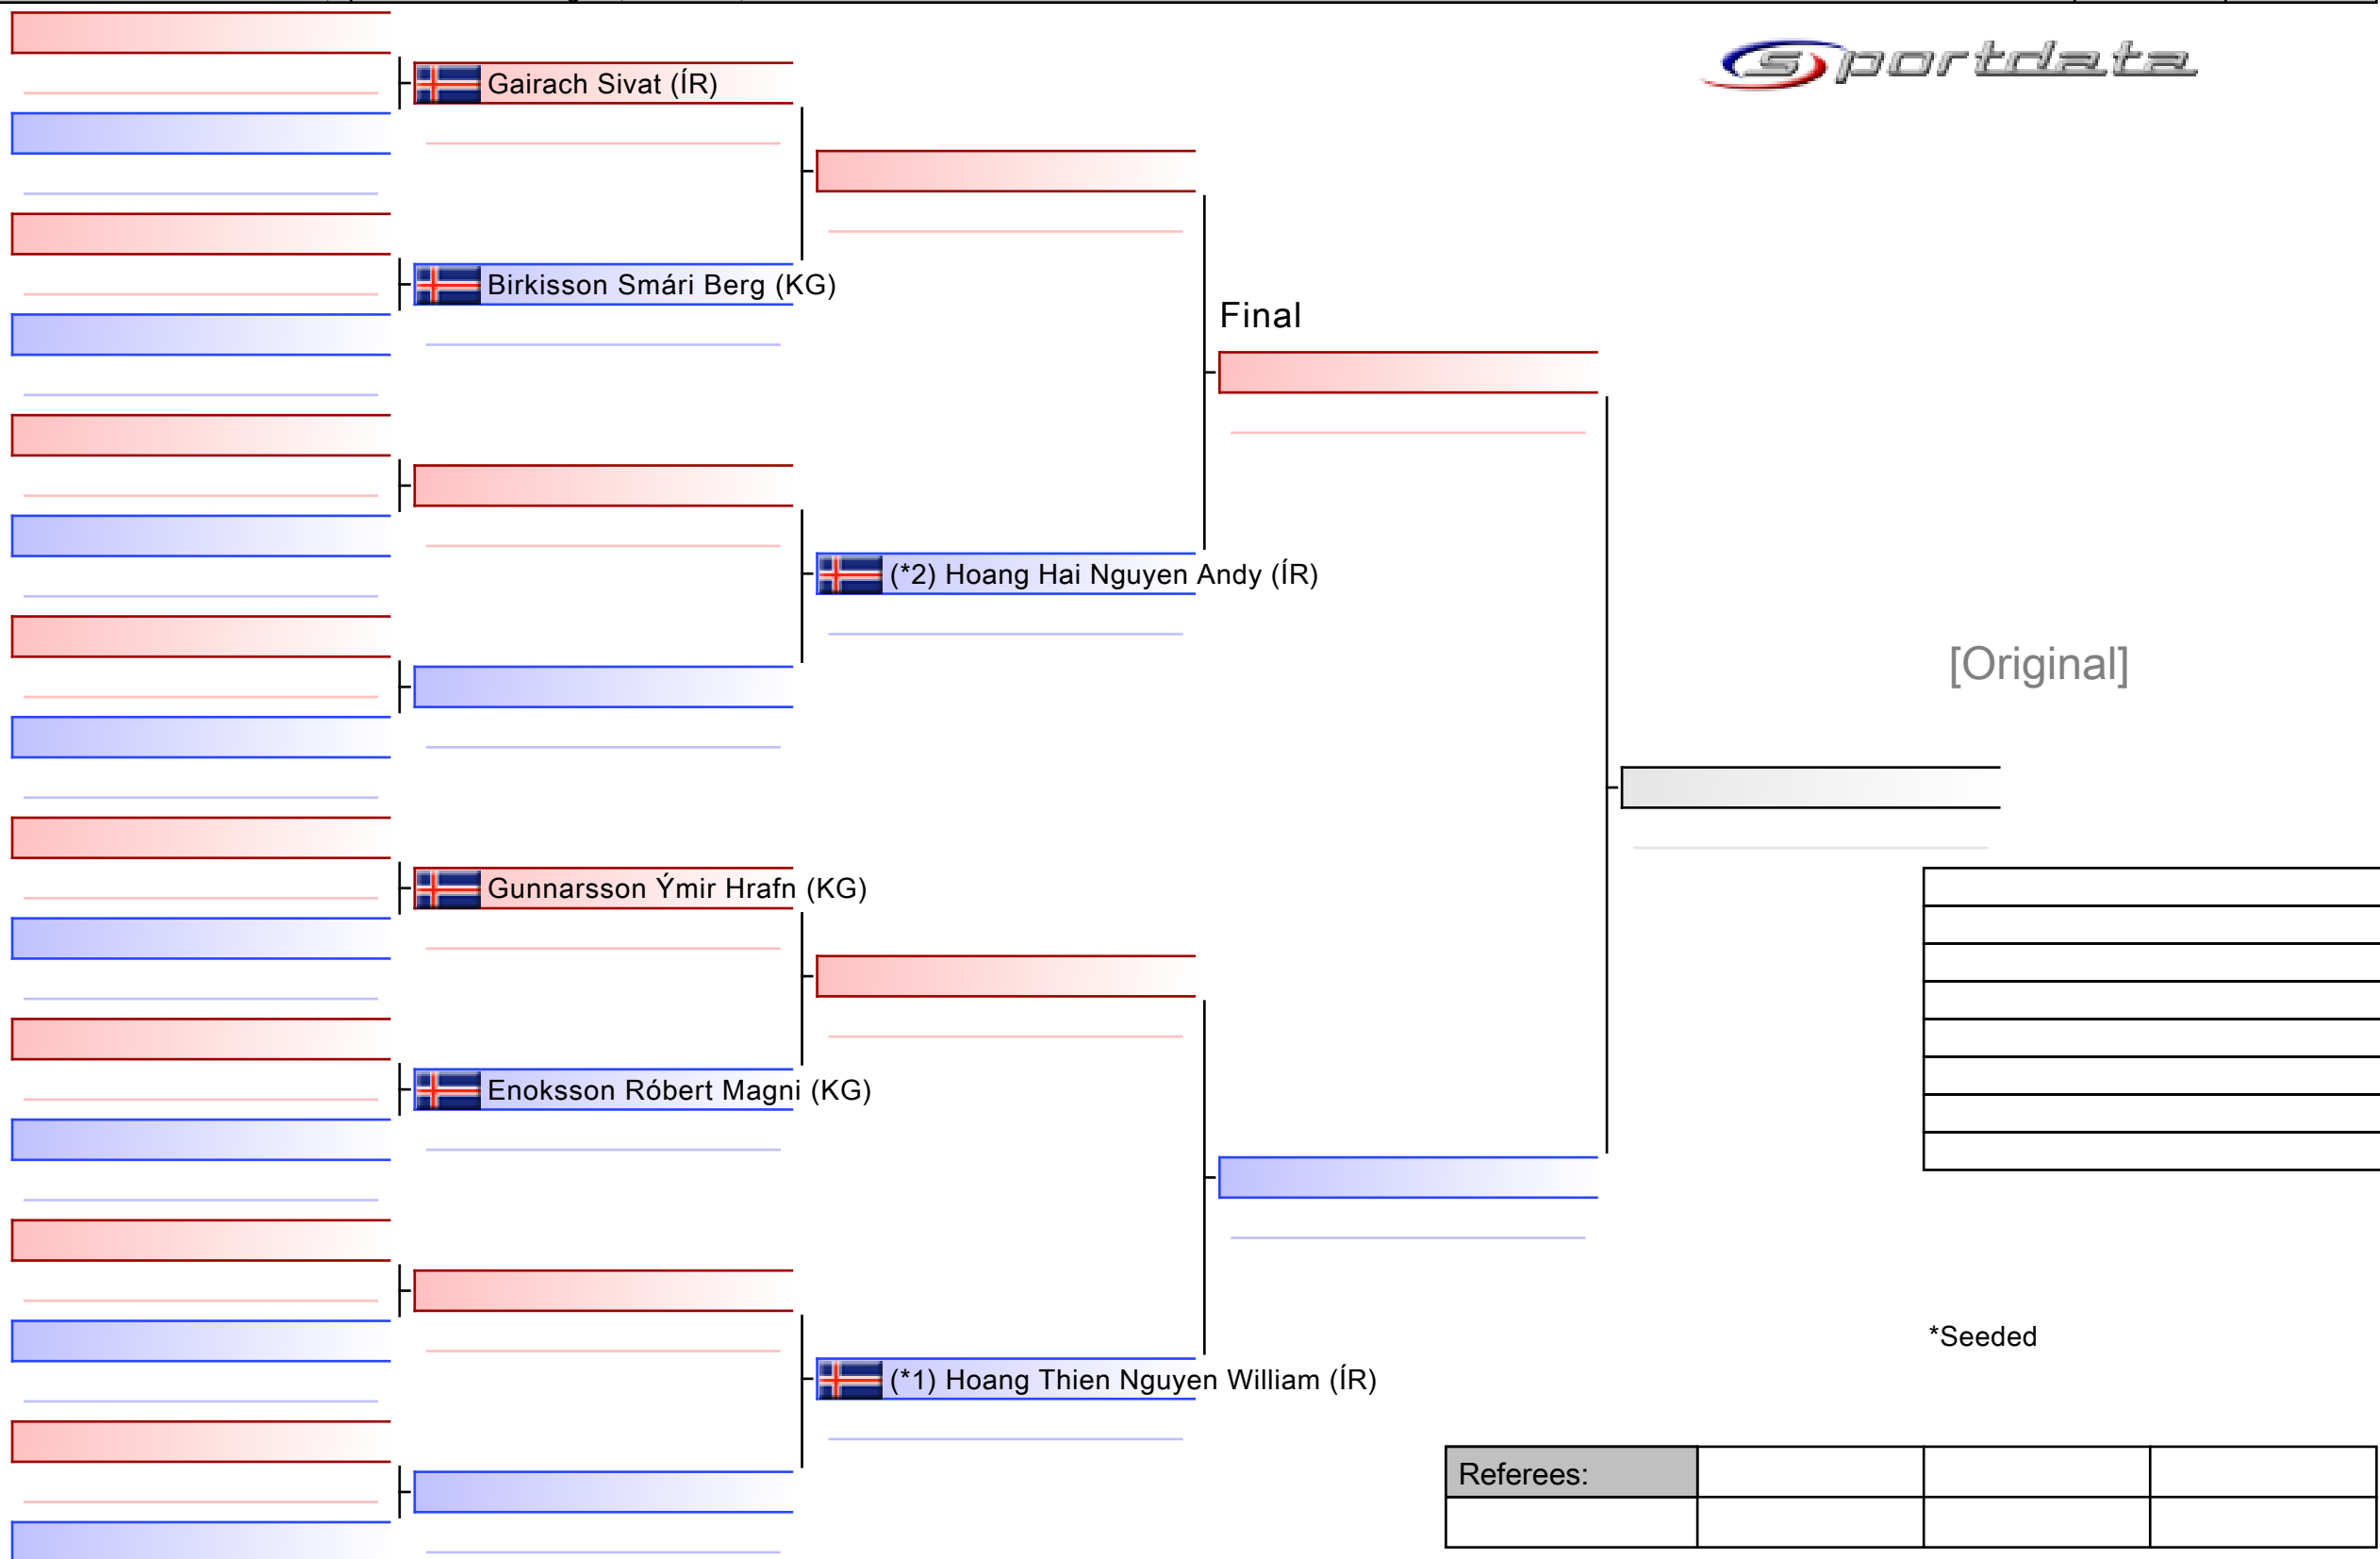 sportdata
Gairach Sivat (ÍR)
Birkisson Smári Berg (KG)
Final
(*2) Hoang Hai Nguyen Andy (ÍR)
[Original]
Gunnarsson Ýmir Hrafn (KG)
Enoksson Róbert Magni (KG)
*Seeded
(*1) Hoang Thien Nguyen William (ÍR)
Referees: